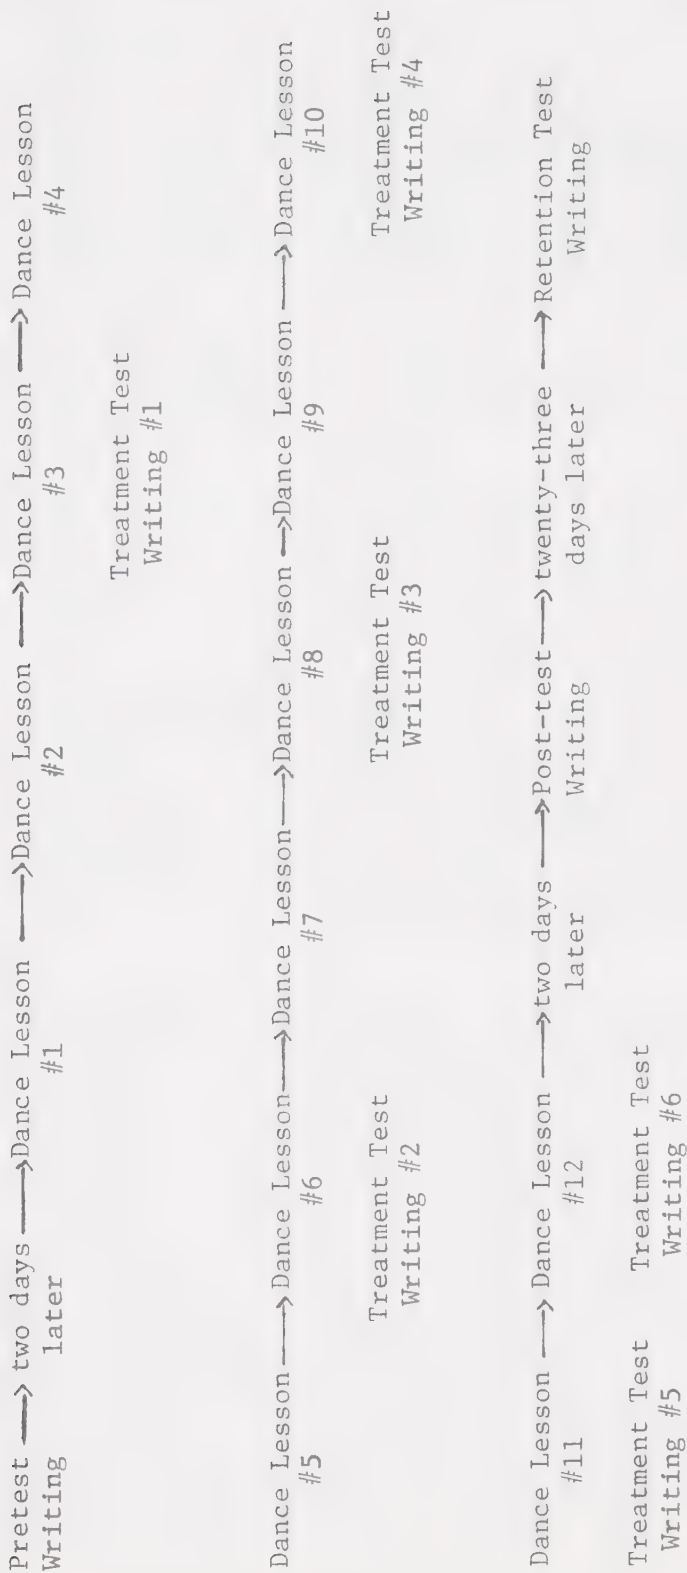 Pretest ⟶ two days ⟶ Dance Lesson ⟶ Dance Lesson ⟶ Dance Lesson ⟶ Dance Lesson
Writing later #1 #2 #3 #4
Treatment Test
Writing #1
Dance Lesson ⟶ Dance Lesson ⟶ Dance Lesson ⟶ Dance Lesson ⟶ Dance Lesson ⟶ Dance Lesson
#5 #6 #7 #8 #9 #10
Treatment Test Treatment Test Treatment Test
Writing #2 Writing #3 Writing #4
Dance Lesson ⟶ Dance Lesson ⟶ two days ⟶ Post-test ⟶ twenty-three ⟶ Retention Test
#11 #12 later Writing days later Writing
Treatment Test Treatment Test
Writing #5 Writing #6